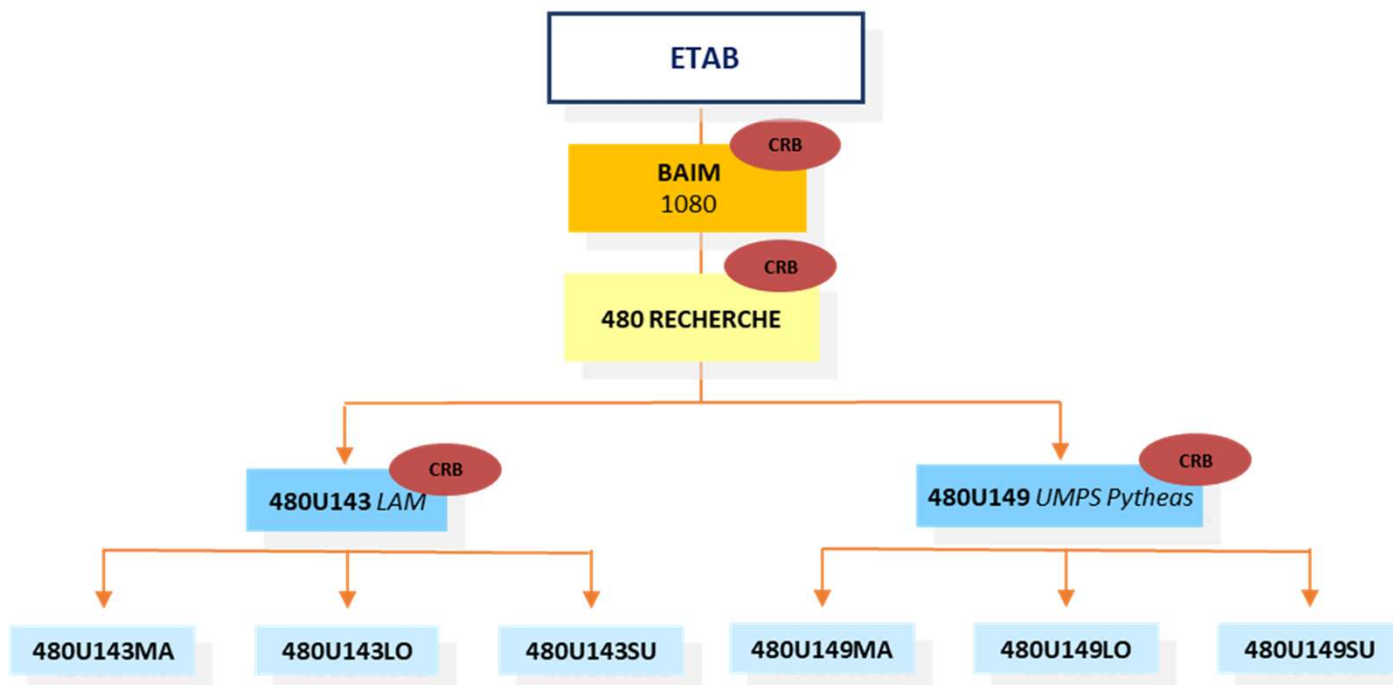 ETAB
CRB
BAIM
1080
CRB
480 RECHERCHE
CRB
480U143 LAM
CRB
480U149 UMPS Pytheas
480U143MA
480U143LO
480U143SU
480U149MA
480U149LO
480U149SU